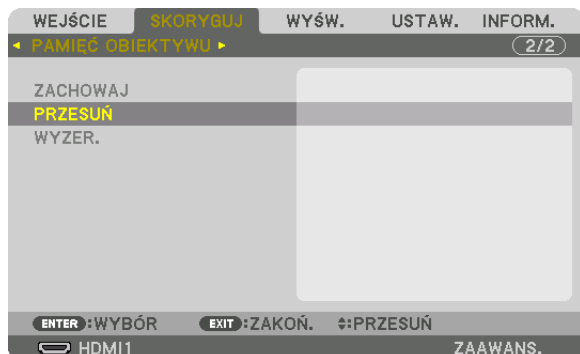 WEJŚCIE SKORYGUJ WYŚW. USTAW. INFORM.
PAMIĘĆ OBIEKTYWU 2/2
ZACHOWAJ
PRZESUŃ
WYZER.
ENTER:WYBÓR EXIT:ZAKOŃ. :PRZESUŃ
HDMI1 ZAAWANS.